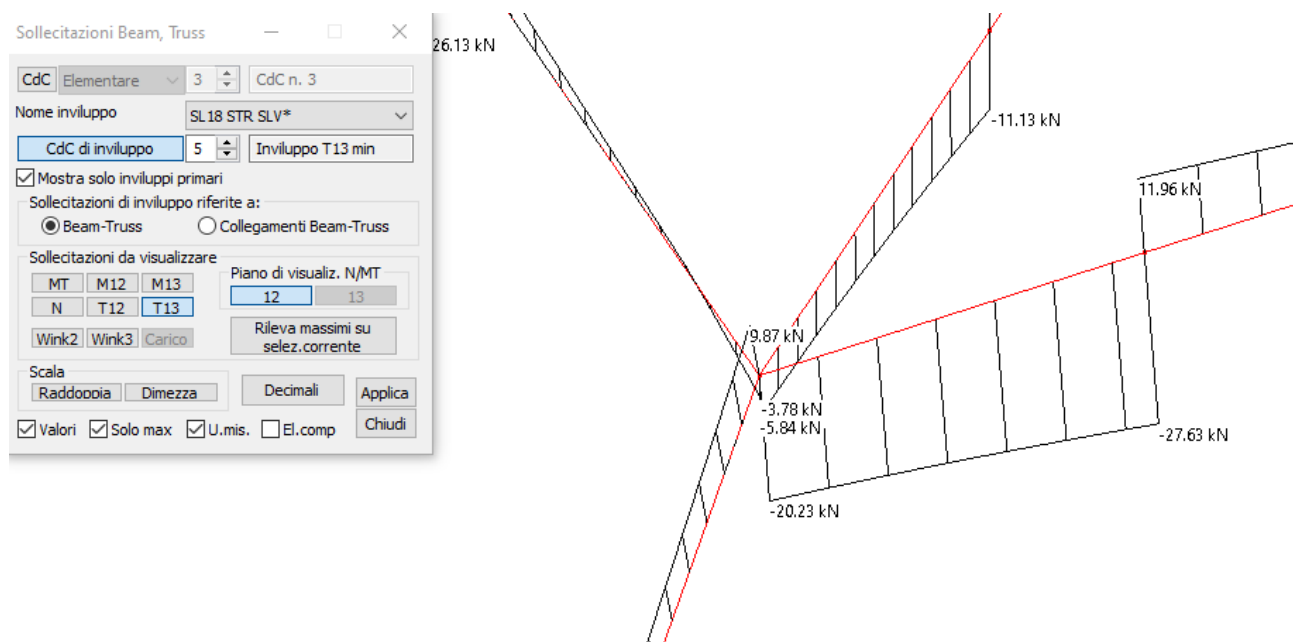 Sollecitazioni Beam, Truss
CdC Elementare 3 CdC n. 3
Nome inviluppo SL18 STR SLV*
CdC di inviluppo 5 Inviluppo T13 min
Mostra solo inviluppi primari
Sollecitazioni di inviluppo riferite a:
Beam-Truss Collegamenti Beam-Truss
Sollecitazioni da visualizzare
MT M12 M13
N T12 T13
Wink2 Wink3 Carico
Piano di visualiz. N/MT
12 13
Rileva massimi su
selez.corrente
Scala
Raddoppia Dimezza
Decimali
Applica
Chiudi
Valori Solo max U.mis. El.comp
26.13 kN
-11.13 kN
11.96 kN
9.87 kN
-3.78 kN
-5.84 kN
-27.63 kN
-20.23 kN